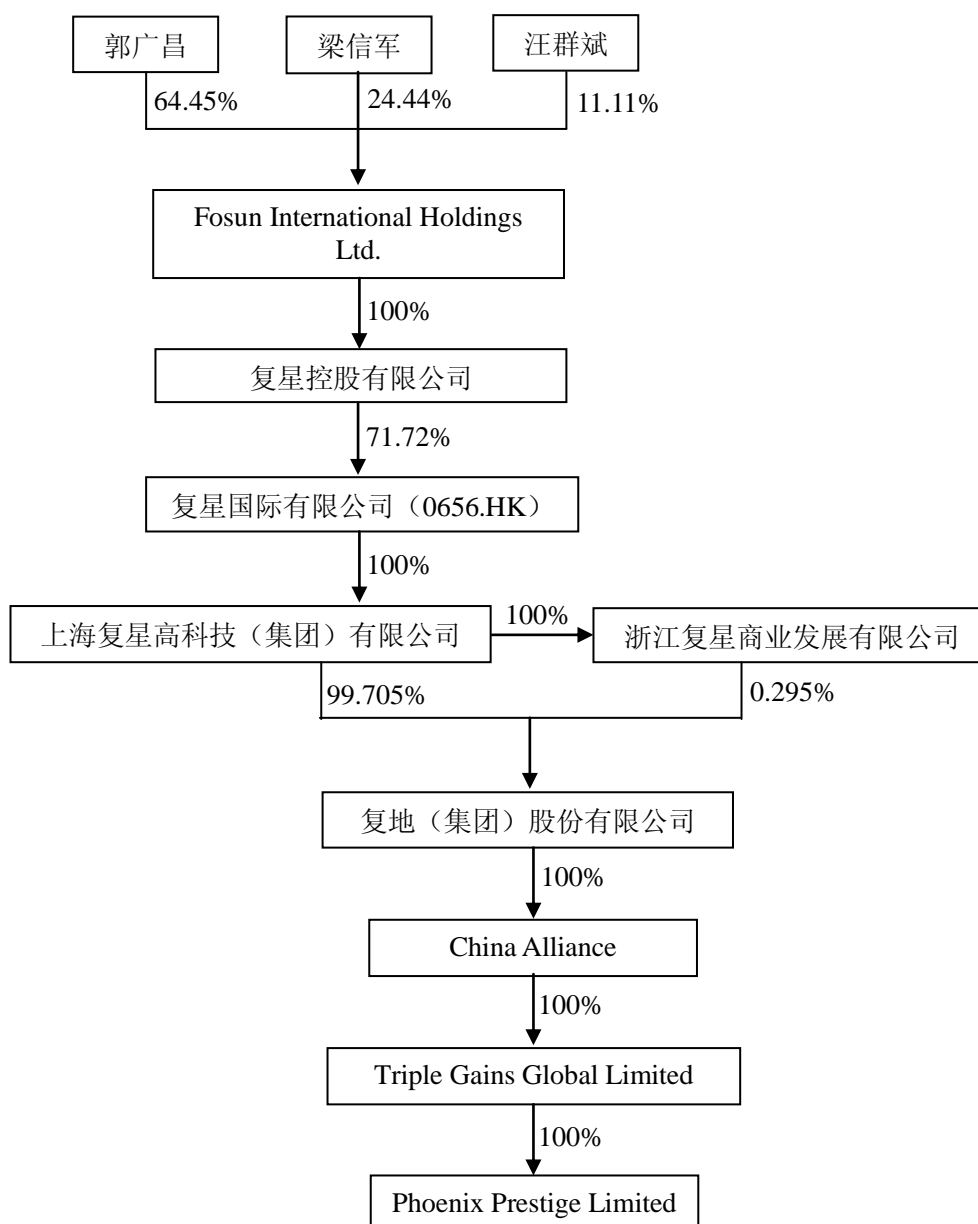 郭广昌
梁信军
汪群斌
64.45%
24.44%
11.11%
Fosun International Holdings
Ltd.
100%
复星控股有限公司
71.72%
复星国际有限公司（0656.HK）
100%
上海复星高科技（集团）有限公司
100%
浙江复星商业发展有限公司
99.705%
0.295%
复地（集团）股份有限公司
100%
China Alliance
100%
Triple Gains Global Limited
100%
Phoenix Prestige Limited